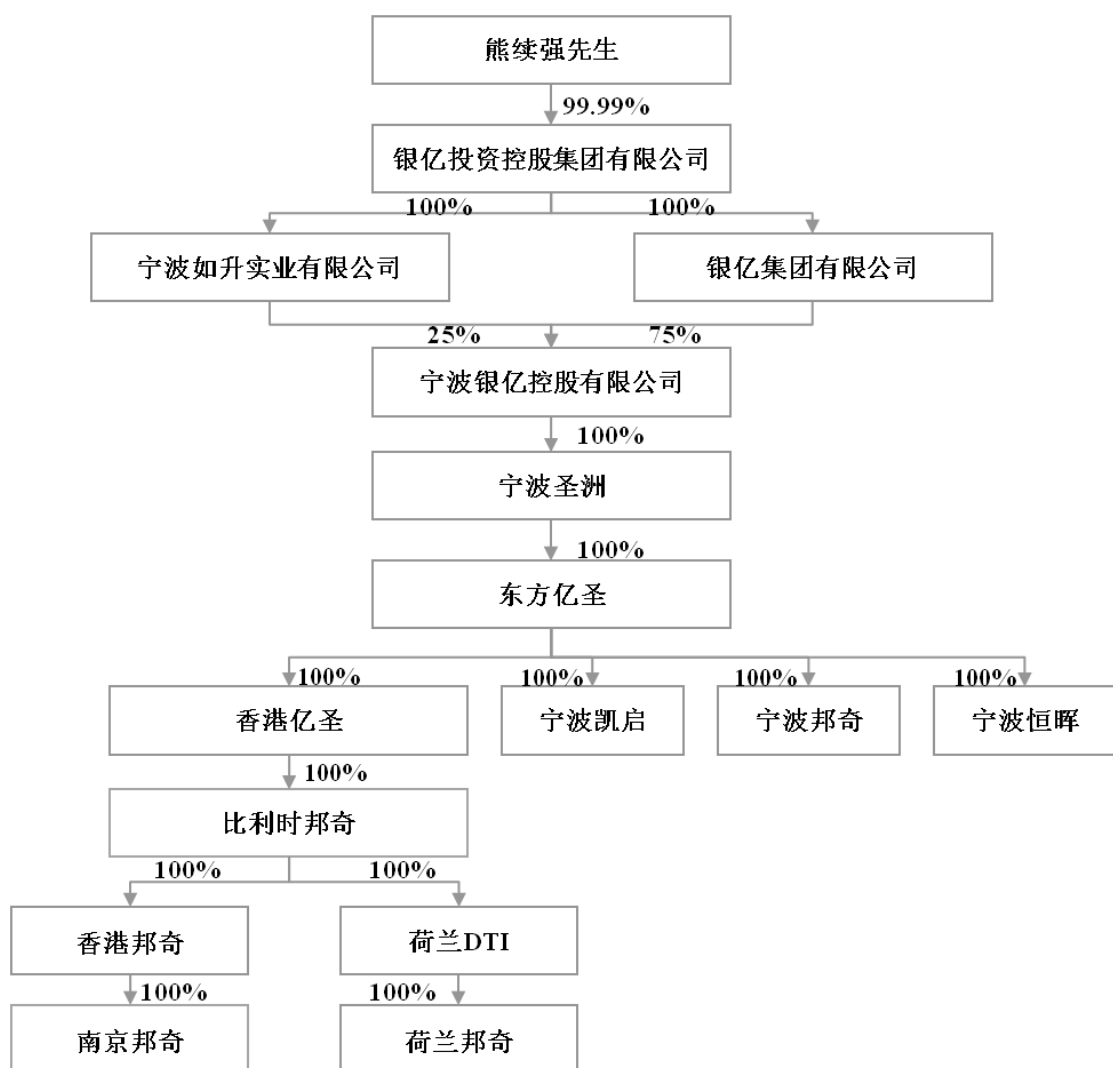 熊续强先生
99.99%
银亿投资控股集团有限公司
100% 100%
宁波如升实业有限公司 银亿集团有限公司
25% 75%
宁波银亿控股有限公司
100%
宁波圣洲
100%
东方亿圣
100% 100% 100% 100%
香港亿圣 宁波凯启 宁波邦奇 宁波恒晖
100%
比利时邦奇
100% 100%
香港邦奇 荷兰DTI
100% 100%
南京邦奇 荷兰邦奇